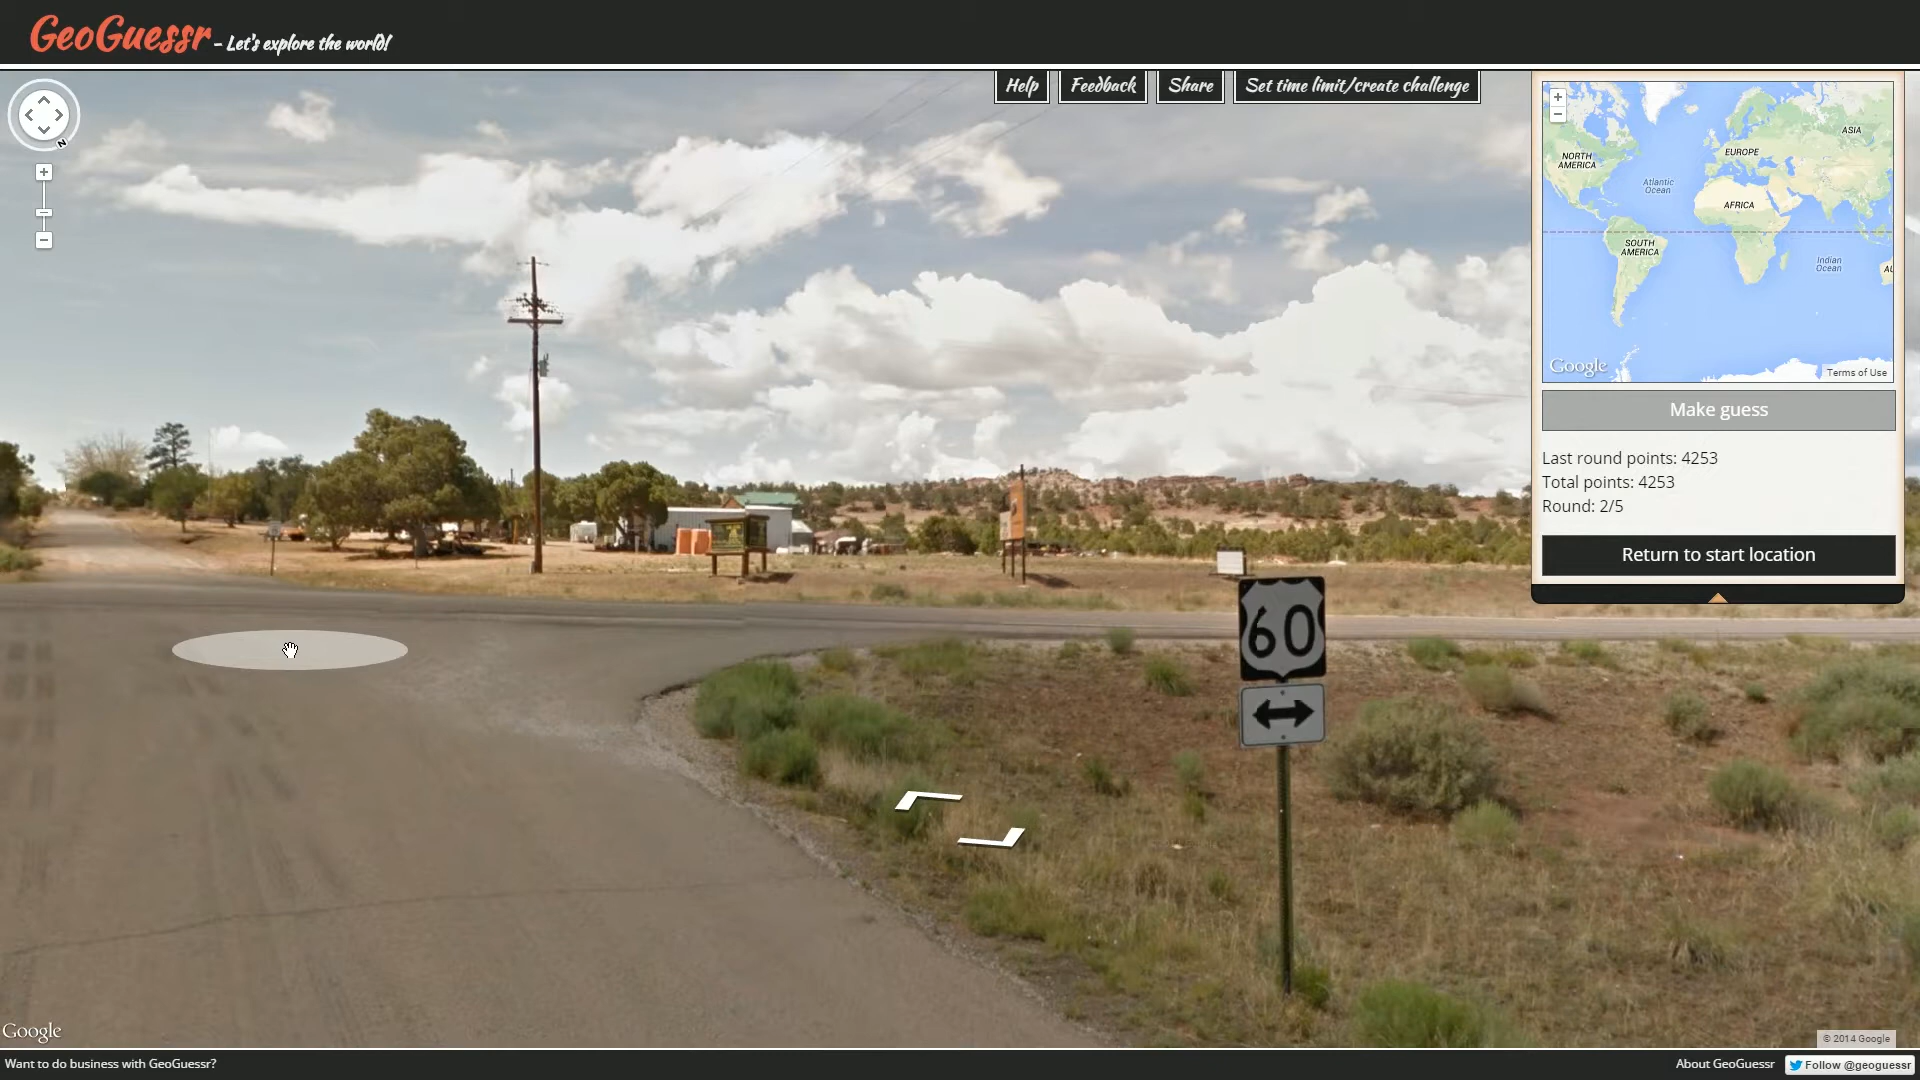 GeoGuessr - Let's explore the world!
Help
Feedback
Share
Set time limit/create challenge
N
NORTH AMERICA
Atlantic Ocean
EUROPE
ASIA
AFRICA
SOUTH AMERICA
Indian Ocean
AU
Google
Terms of Use
Make guess
Last round points: 4253
Total points: 4253
Round: 2/5
Return to start location
60
Google
© 2014 Google
Want to do business with GeoGuessr?
About GeoGuessr
Follow @geoguessr